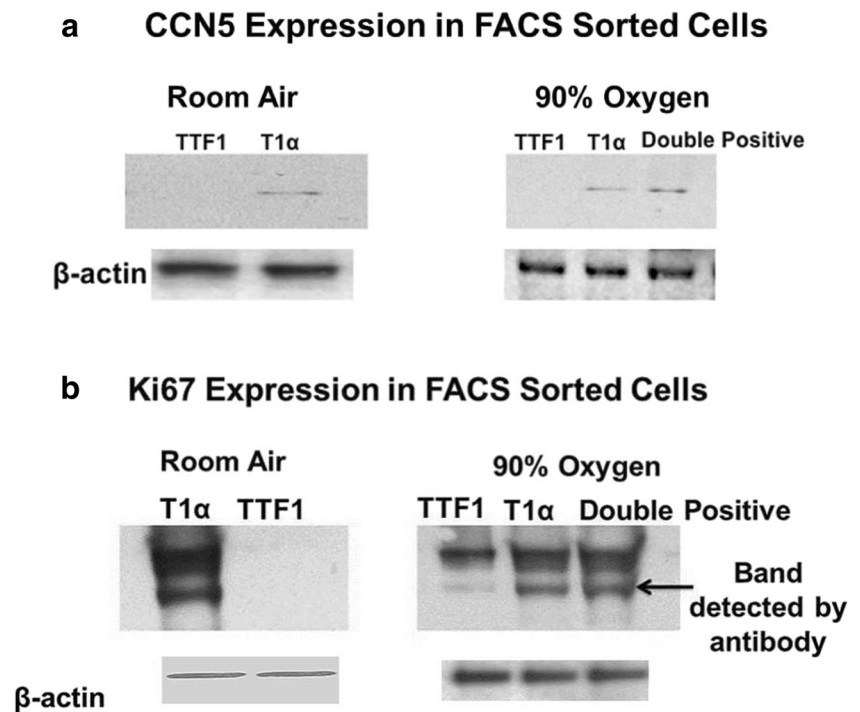 a CCN5 Expression in FACS Sorted Cells
Room Air
TTF1 T1α
90% Oxygen
TTF1 T1α Double Positive
β-actin
b Ki67 Expression in FACS Sorted Cells
Room Air
T1α TTF1
90% Oxygen
TTF1 T1α Double Positive
Band
detected by
antibody
β-actin